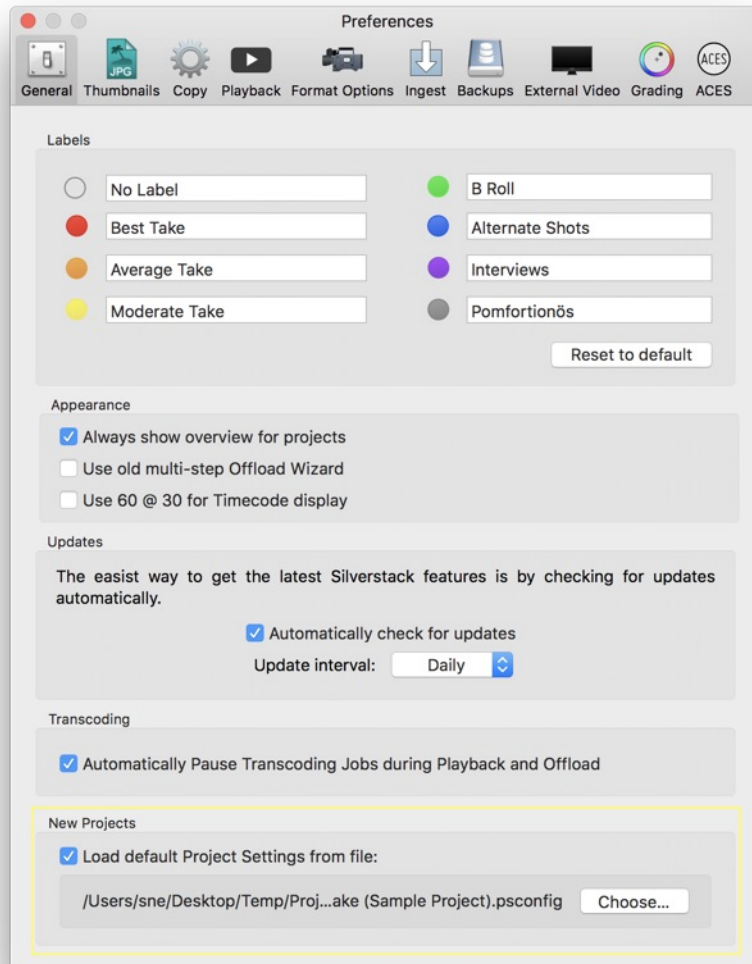 Preferences
JPG
ACES
General Thumbnails Copy Playback Format Options Ingest Backups External Video Grading ACES
Labels
No Label
B Roll
Best Take
Alternate Shots
Average Take
Interviews
Moderate Take
Pomfortionös
Reset to default
Appearance
Always show overview for projects
Use old multi-step Offload Wizard
Use 60 @ 30 for Timecode display
Updates
The easist way to get the latest Silverstack features is by checking for updates
automatically.
Automatically check for updates
Update interval: Daily
Transcoding
Automatically Pause Transcoding Jobs during Playback and Offload
New Projects
Load default Project Settings from file:
/Users/sne/Desktop/Temp/Proj...ake (Sample Project).psconfig Choose...